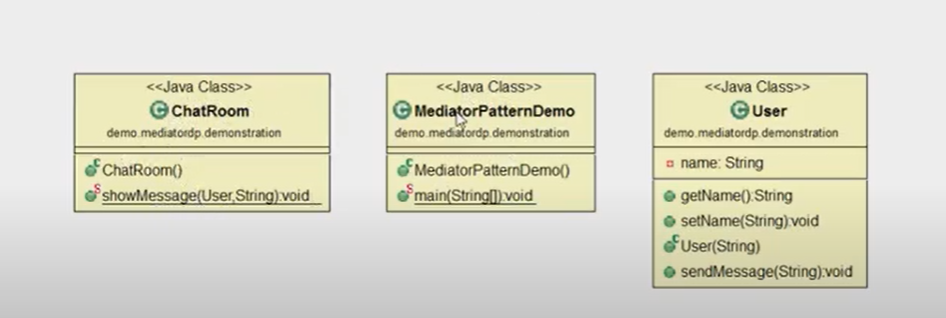 <<Java Class>>
ChatRoom
demo.mediatordp.demonstration
ChatRoom()
showMessage(User,String):void
<<Java Class>>
MediatorPatternDemo
demo.mediatordp.demonstration
MediatorPatternDemo()
main(String[]):void
<<Java Class>>
User
demo.mediatordp.demonstration
name: String
getName():String
setName(String):void
User(String)
sendMessage(String):void